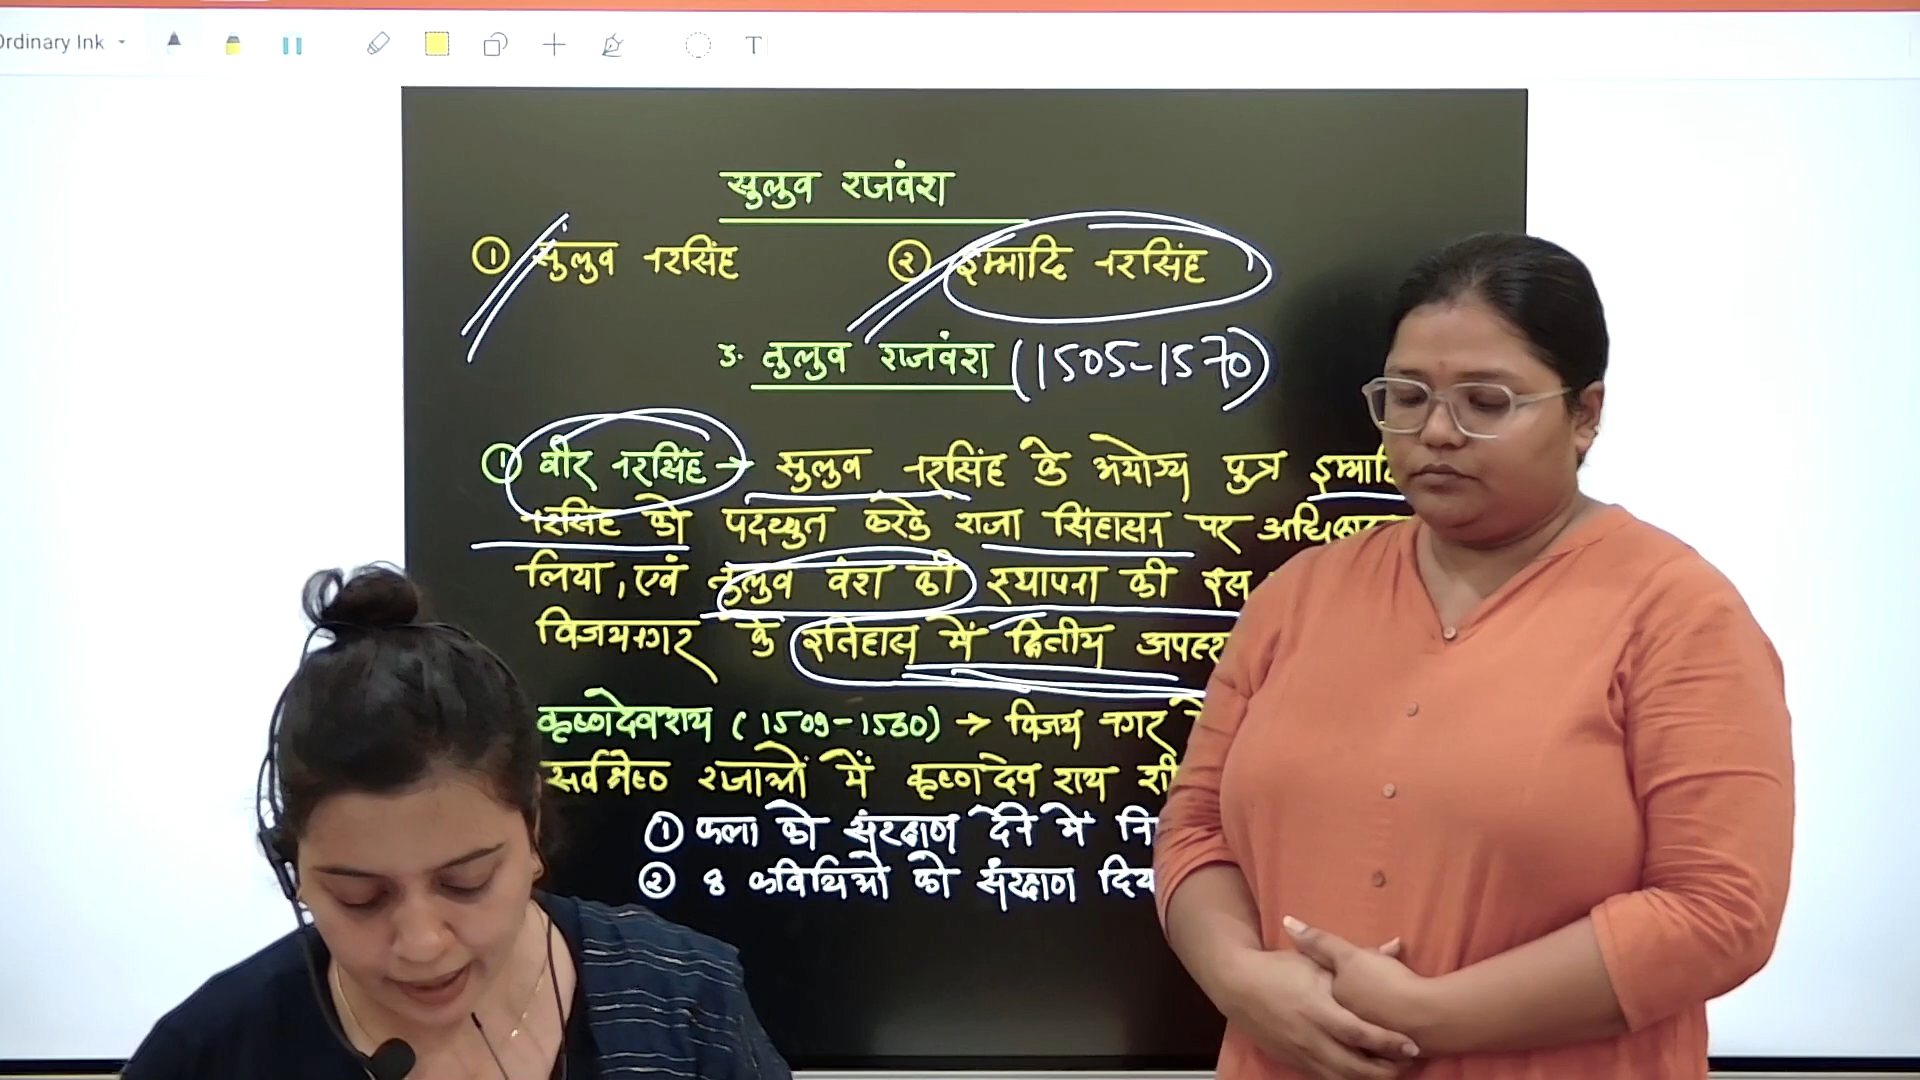 Ordinary Ink
T
सुलुव राजवंश
① सुलुव नरसिंह ② इम्मादि नरसिंह
3. तुलुव राजवंश (1505-1570)
① वीर नरसिंह → सुलुव नरसिंह के अयोग्य पुत्र
नरसिंह को पदच्युत करके राजा सिंहासन पर
लिया, एवं तुलुव वंश की स्थापना की इस
विजयनगर के इतिहास में द्वितीय
कृष्णदेवराय (1509-1530) → विजय नगर
सर्वश्रेष्ठ राजाओं में कृष्णदेव राय
① कला को संरक्षण देने में
② 8 कवियिओ को संरक्षण